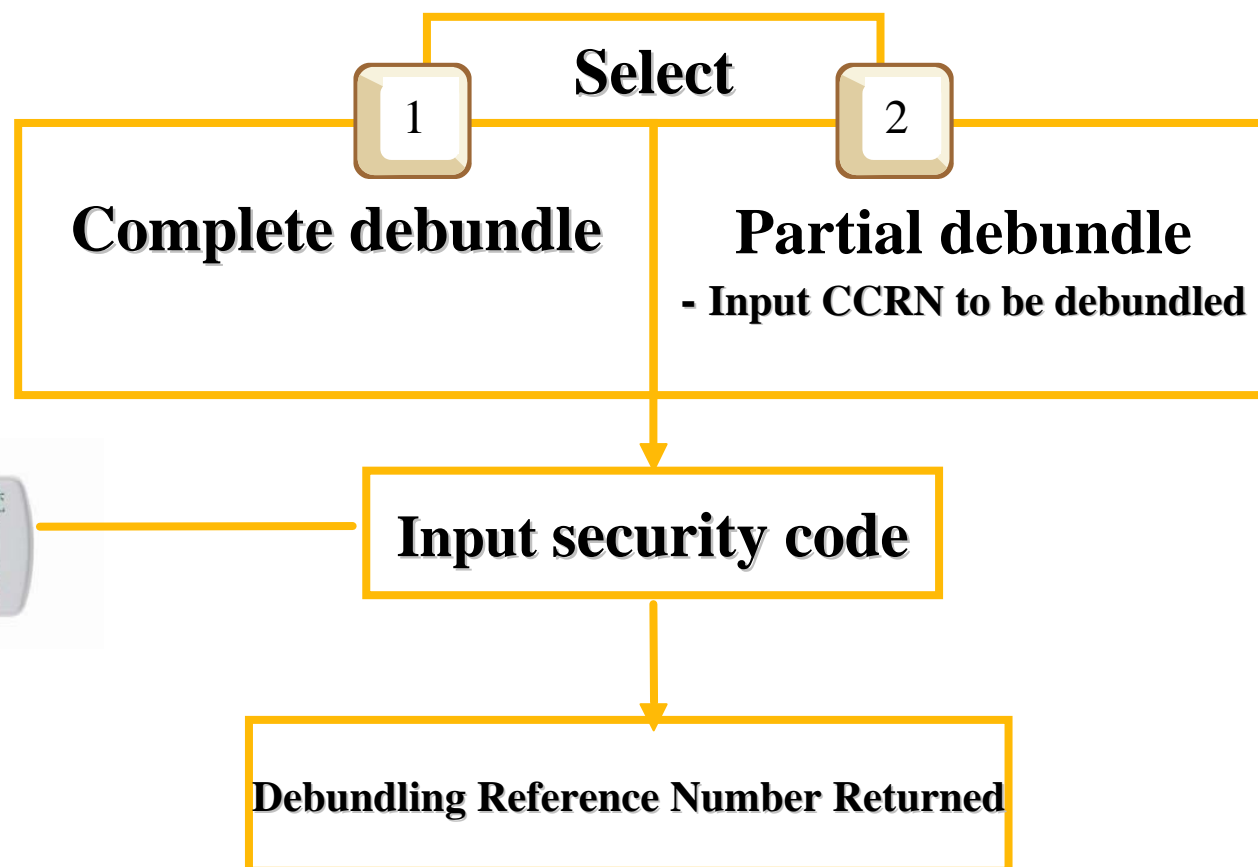 Select
1
2
Complete debundle
Partial debundle
- Input CCRN to be debundled
Input security code
Debundling Reference Number Returned